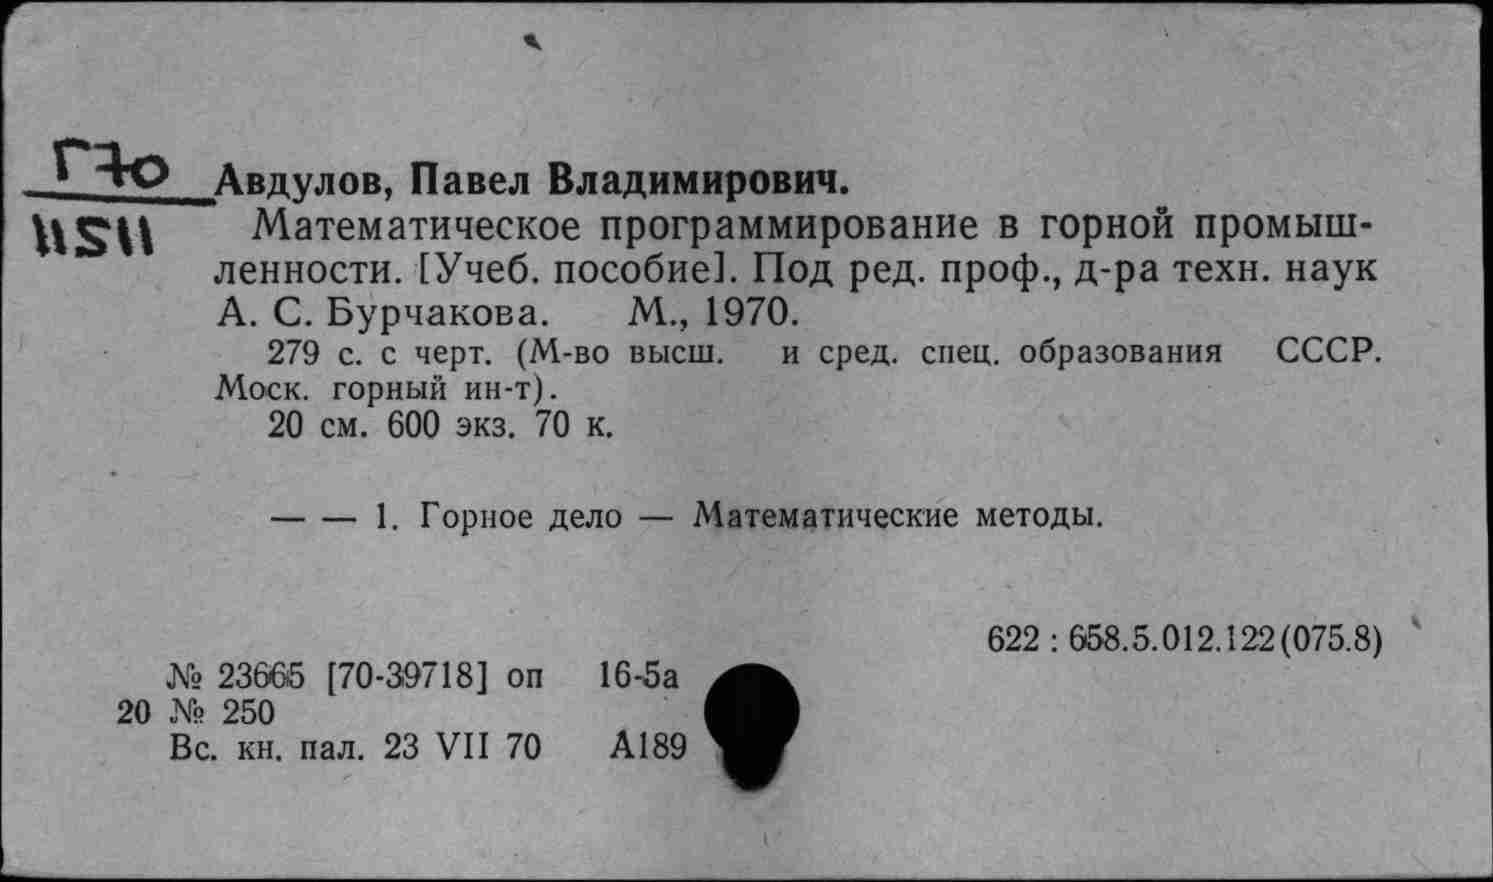 Г70
Авдулов, Павел Владимирович.
Математическое программирование в горной промыш-
ленности. [Учеб. пособие]. Под ред. проф., д-ра техн. наук
А. С. Бурчакова. М., 1970.
279 с. с черт. (М-во высш. и сред. спец. образования СССР.
Моск. горный ин-т).
20 см. 600 экз. 70 к.
— — 1. Горное дело — Математические методы.
622 : 658.5.012.122(075.8)
№ 23665 [70-39718] оп 16-5а
20 № 250
Вс. кн. пал. 23 VII 70 А189